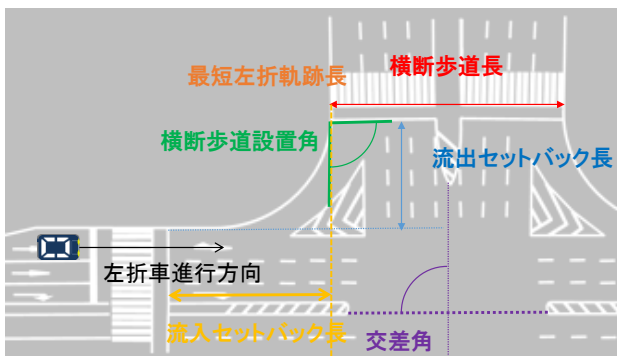 最短左折軌跡長
横断歩道長
横断歩道設置角
流出セットバック長
左折車進行方向
流入セットバック長
交差角